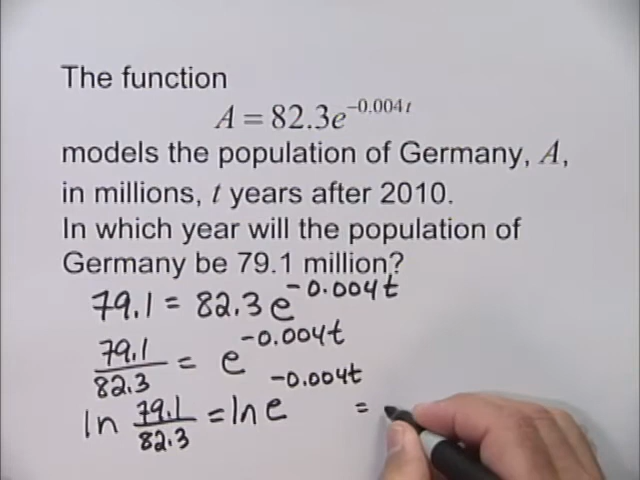 The function
A = 82.3e^{-0.004t}
models the population of Germany, A,
in millions, t years after 2010.
In which year will the population of
Germany be 79.1 million?
79.1 = 82.3 e^{-0.004t}
79.1/82.3 = e^{-0.004t}
ln 79.1/82.3 = ln e^{-0.004t} =